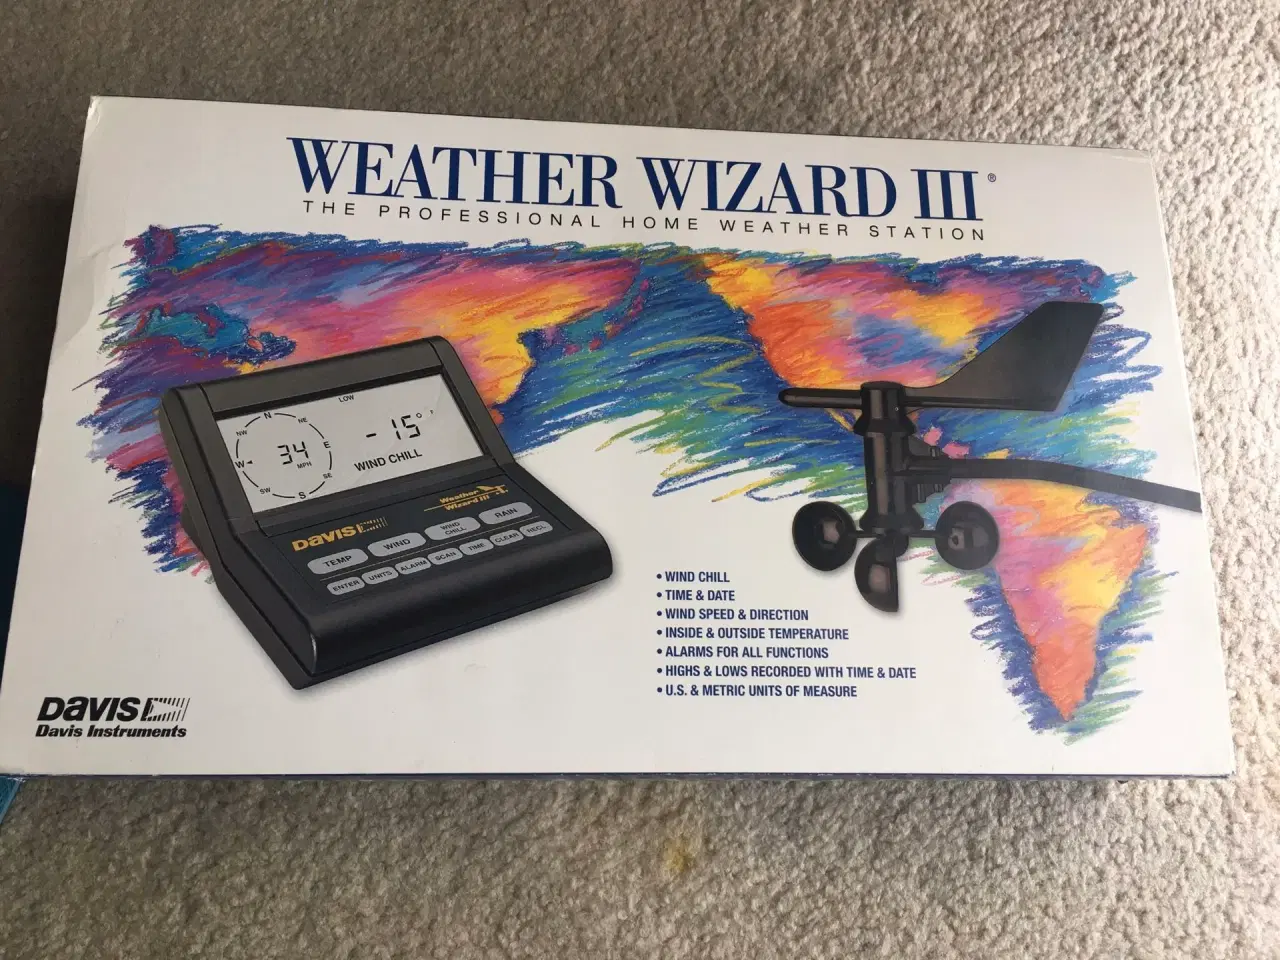 WEATHER WIZARD III®
THE PROFESSIONAL HOME WEATHER STATION
LOW
N
NE
E
SE
S
SW
W
NW
34
MPH
-15°
WIND CHILL
Weather
Wizard III
DAVIS
TEMP WIND WIND CHILL RAIN
ENTER UNITS ALARM SCAN TIME CLEAR RECL
• WIND CHILL
• TIME & DATE
• WIND SPEED & DIRECTION
• INSIDE & OUTSIDE TEMPERATURE
• ALARMS FOR ALL FUNCTIONS
• HIGHS & LOWS RECORDED WITH TIME & DATE
• U.S. & METRIC UNITS OF MEASURE
DAVIS
Davis Instruments